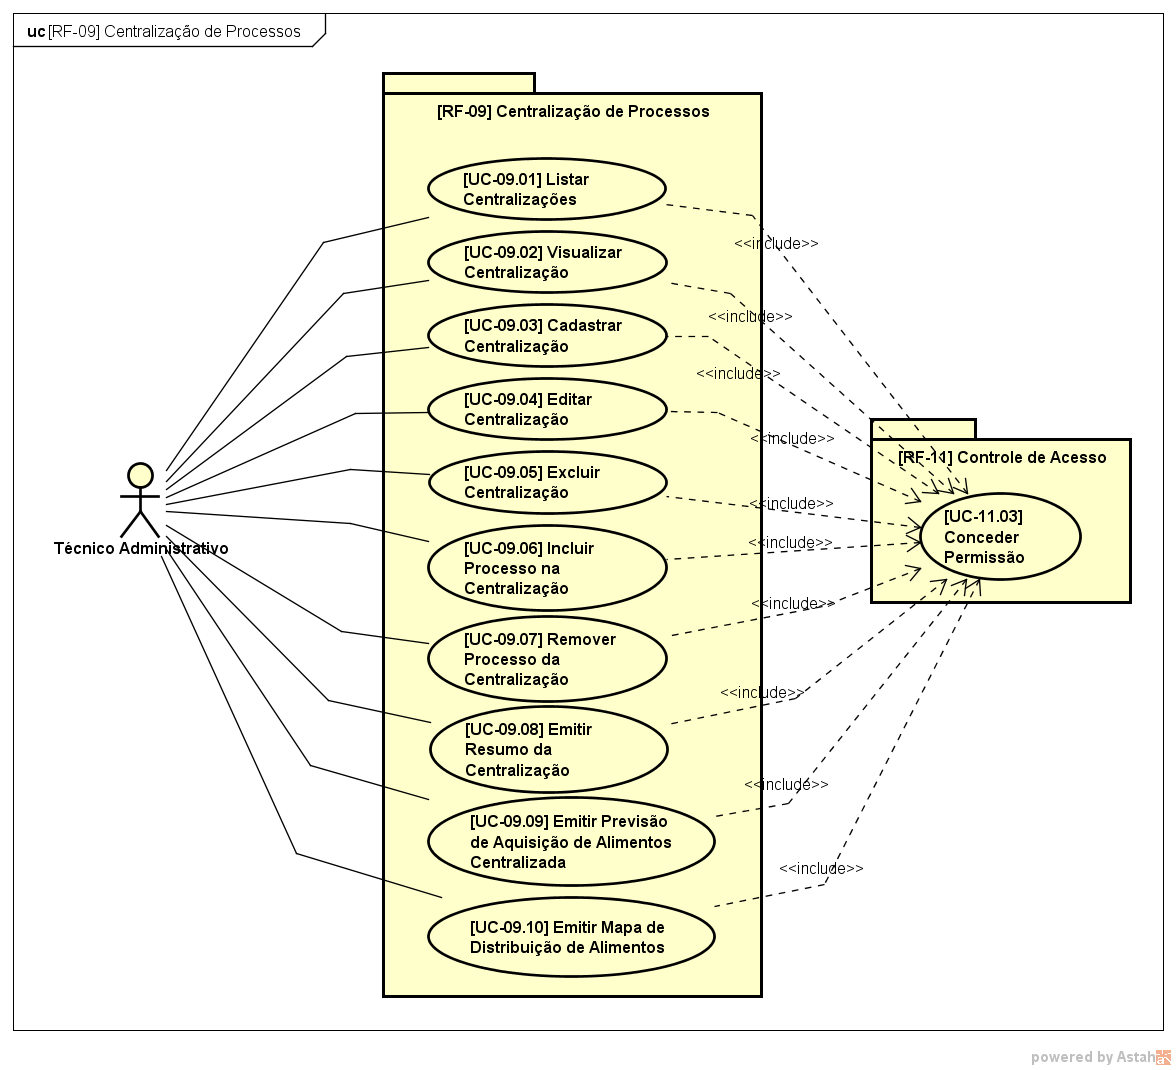 uc [RF-09] Centralização de Processos
[RF-09] Centralização de Processos
[UC-09.01] Listar
Centralizações
<<include>>
[UC-09.02] Visualizar
Centralização
<<include>>
[UC-09.03] Cadastrar
Centralização
<<include>>
[UC-09.04] Editar
Centralização
<<include>>
[RF-11] Controle de Acesso
[UC-09.05] Excluir
Centralização
<<include>>
[UC-11.03]
Conceder
Permissão
Técnico Administrativo
[UC-09.06] Incluir
Processo na
Centralização
<<include>>
<<include>>
[UC-09.07] Remover
Processo da
Centralização
<<include>>
[UC-09.08] Emitir
Resumo da
Centralização
<<include>>
[UC-09.09] Emitir Previsão
de Aquisição de Alimentos
Centralizada
<<include>>
[UC-09.10] Emitir Mapa de
Distribuição de Alimentos
powered by Astah